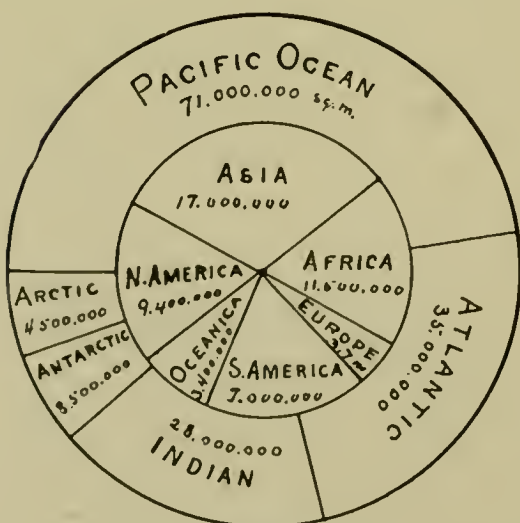 PACIFIC OCEAN
71.000.000 sq.m.
ASIA
17.000.000
N.AMERICA
9.400.000
AFRICA
11.500.000
EUROPE
OCEANICA
S.AMERICA
7.000.000
ARCTIC
4500.000
ANTARCTIC
8.500.000
ATLANTIC
35.000.000
28.000.000
INDIAN